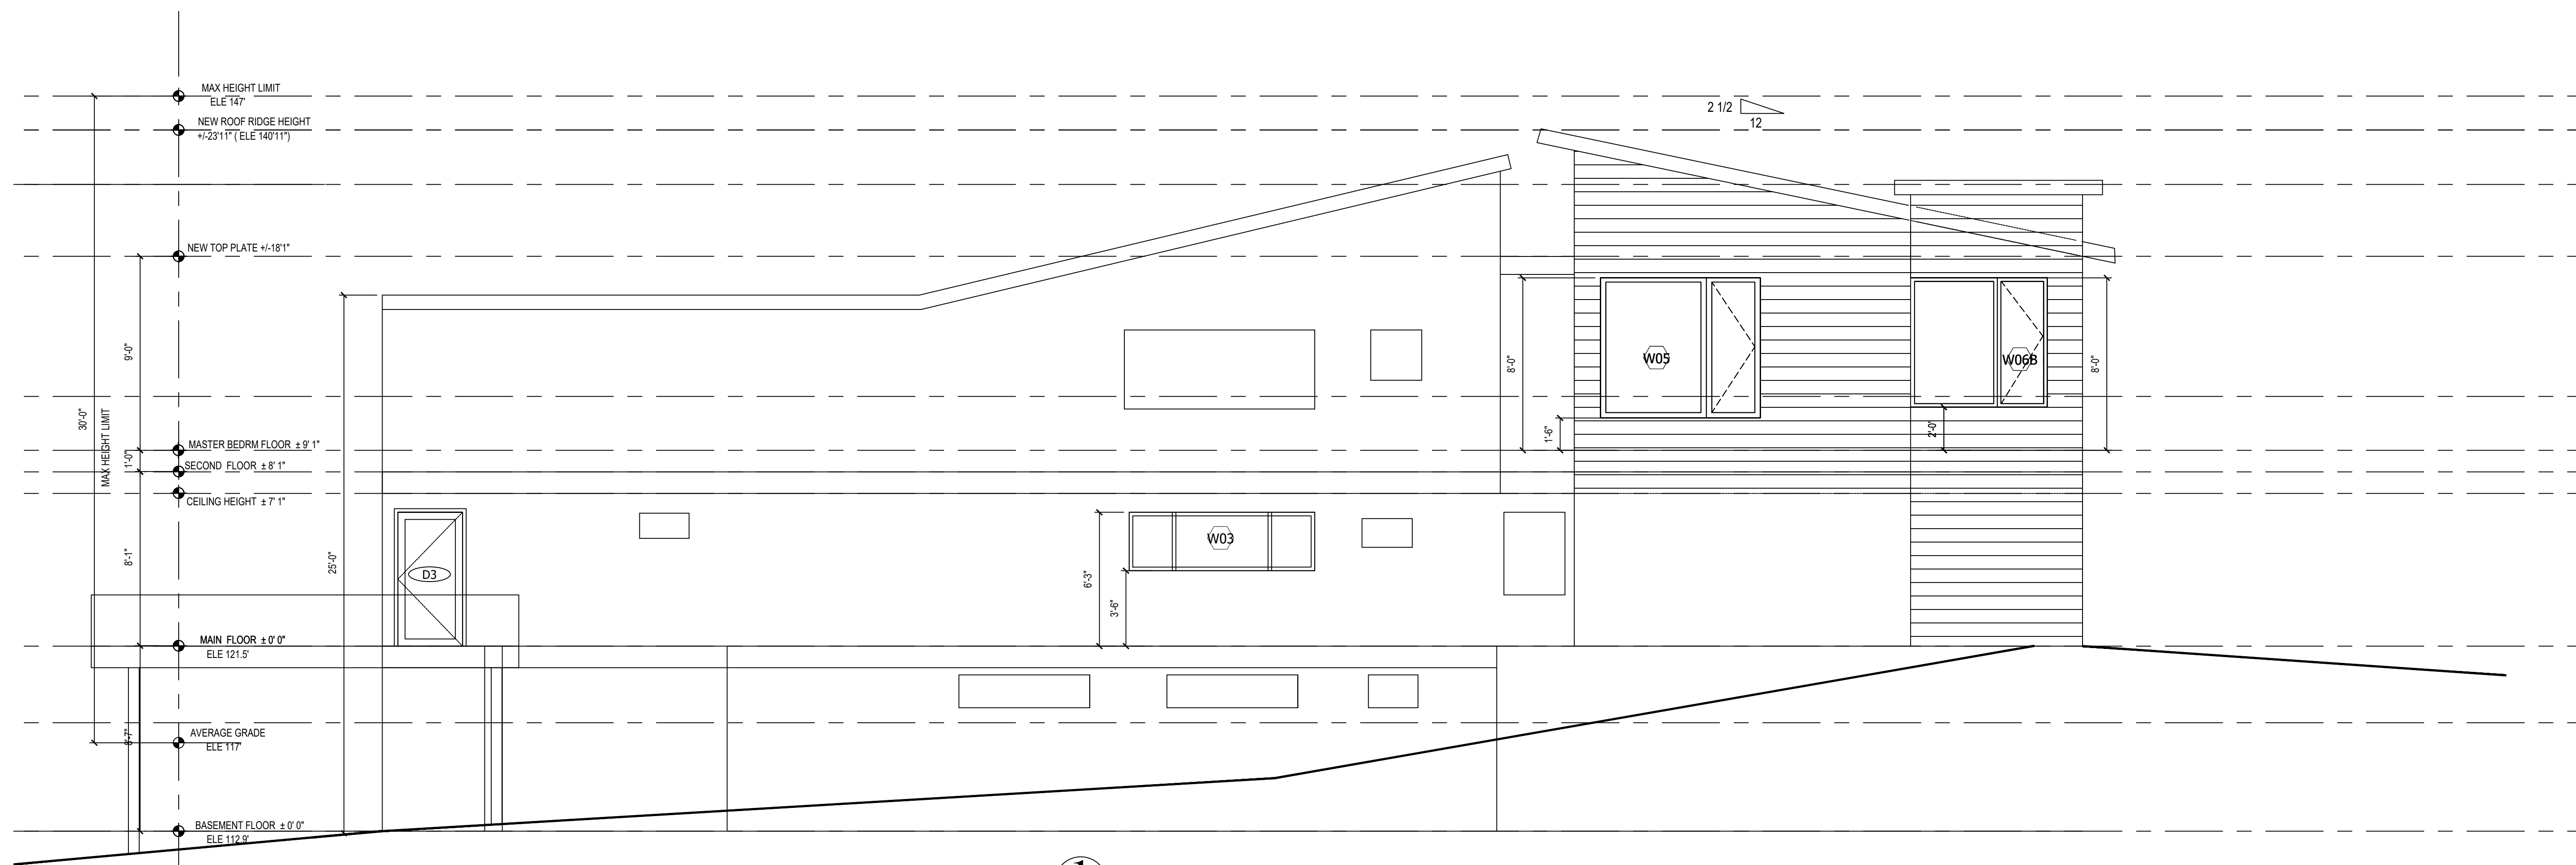 MAX HEIGHT LIMIT
ELE 147'
NEW ROOF RIDGE HEIGHT
+/-23'11" ( ELE 140'11")
2 1/2
12
NEW TOP PLATE +/-18'1"
9'-0"
30'-0"
MAX HEIGHT LIMIT
MASTER BEDRM FLOOR ± 9' 1"
1'-0"
SECOND FLOOR ± 8' 1"
CEILING HEIGHT ± 7' 1"
8'-1"
25'-0"
D3
W03
6'-3"
3'-6"
8'-0"
1'-6"
W05
W06B
2'-0"
8'-0"
MAIN FLOOR ± 0' 0"
ELE 121.5'
8'-7"
AVERAGE GRADE
ELE 117'
BASEMENT FLOOR ± 0' 0"
ELE 112.9'